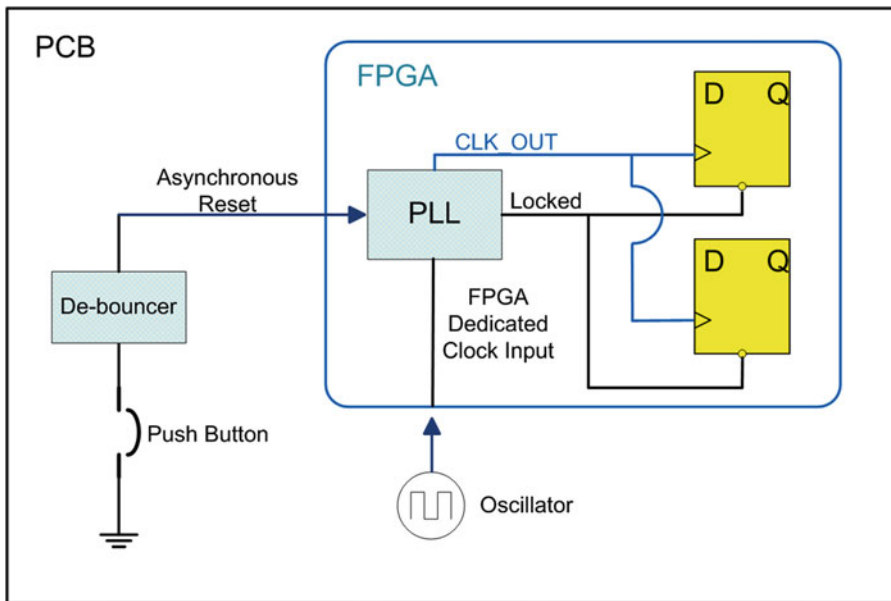 PCB
FPGA
D Q
CLK_OUT
Asynchronous
Reset
PLL
Locked
D Q
De-bouncer
FPGA
Dedicated
Clock Input
Push Button
Oscillator